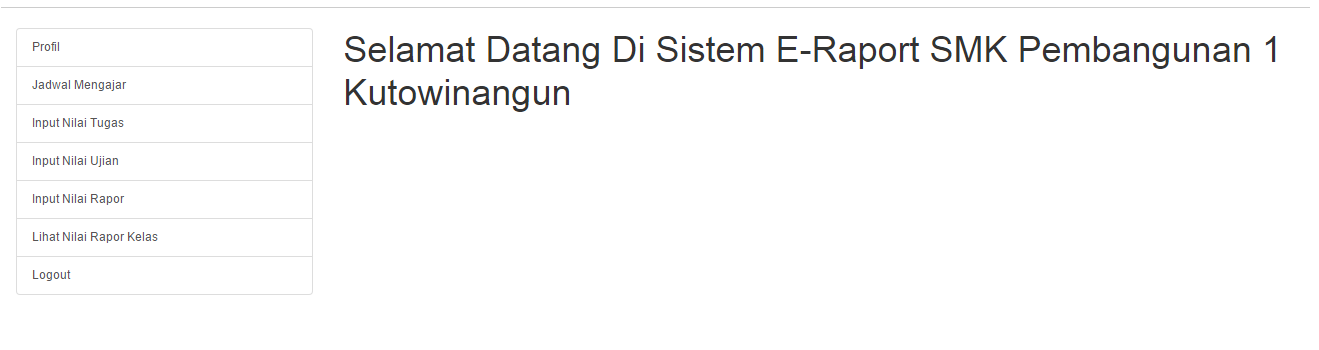 Profil
Jadwal Mengajar
Input Nilai Tugas
Input Nilai Ujian
Input Nilai Rapor
Lihat Nilai Rapor Kelas
Logout
Selamat Datang Di Sistem E-Raport SMK Pembangunan 1
Kutowinangun